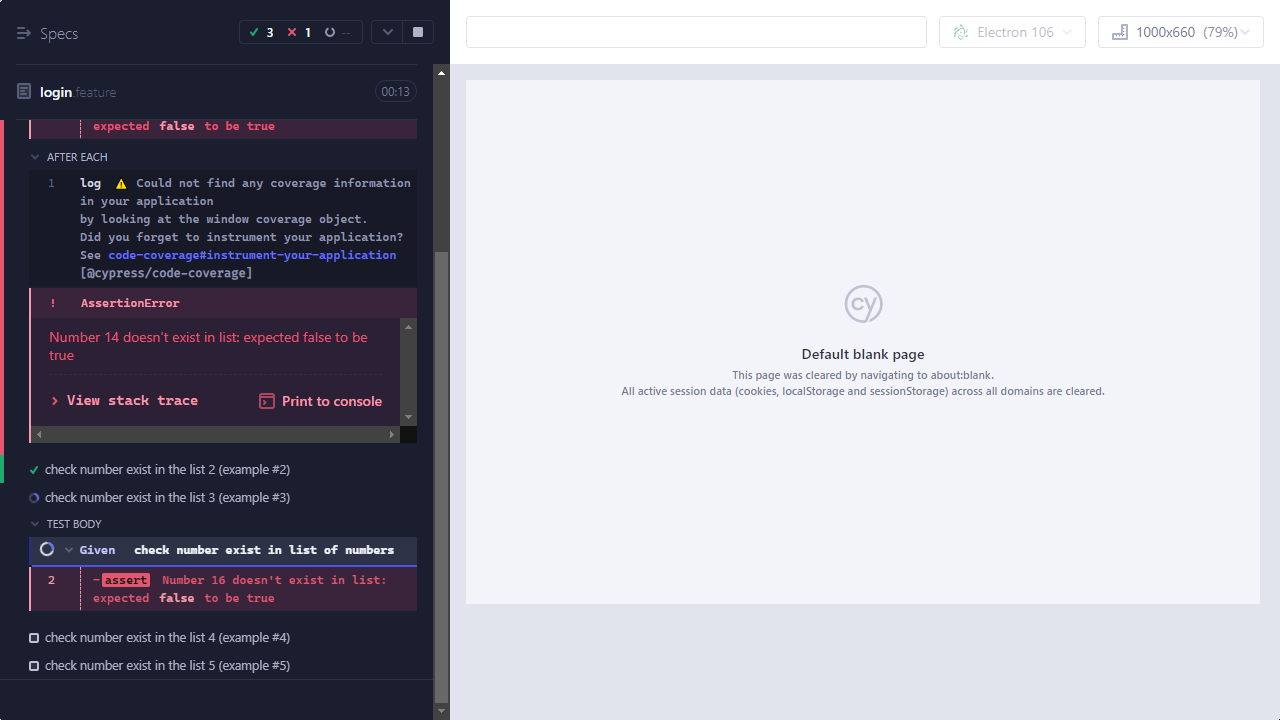 Specs
3 1 --
Electron 106
1000x660 (79%)
login.feature
00:13
expected false to be true
AFTER EACH
1 log ⚠ Could not find any coverage information
in your application
by looking at the window coverage object.
Did you forget to instrument your application?
See code-coverage#instrument-your-application
[@cypress/code-coverage]
! AssertionError
Number 14 doesn't exist in list: expected false to be
true
> View stack trace
Print to console
check number exist in the list 2 (example #2)
check number exist in the list 3 (example #3)
TEST BODY
Given check number exist in list of numbers
2 -assert Number 16 doesn't exist in list:
expected false to be true
check number exist in the list 4 (example #4)
check number exist in the list 5 (example #5)
cy
Default blank page
This page was cleared by navigating to about:blank.
All active session data (cookies, localStorage and sessionStorage) across all domains are cleared.